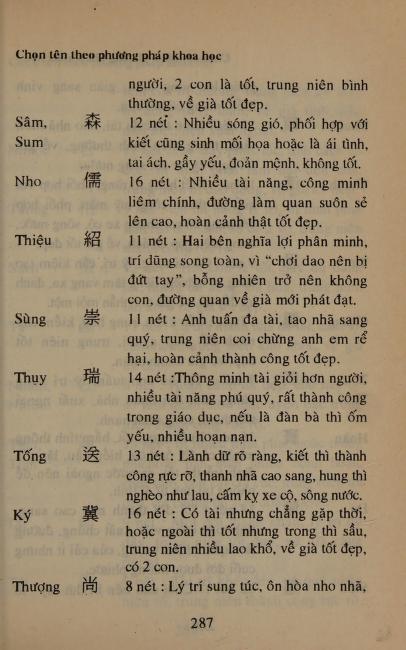 Chọn tên theo phương pháp khoa học
người, 2 con là tốt, trung niên bình
thường, về già tốt đẹp.
Sâm, 森 12 nét : Nhiều sóng gió, phối hợp với
Sum kiết cũng sinh mối họa hoặc là ái tình,
tai ách. gầy yếu, đoản mệnh. không tốt.
Nho 儒 16 nét : Nhiều tài năng, công minh
liêm chính, đường làm quan suôn sẻ
lên cao, hoàn cảnh thật tốt đẹp.
Thiệu 紹 11 nét : Hai bên nghĩa lợi phân minh,
trí dũng song toàn, vì “chơi dao nên bị
đứt tay”, bỗng nhiên trở nên không
con, đường quan về già mới phát đạt.
Sùng 崇 11 nét : Anh tuấn đa tài, tao nhã sang
quý, trung niên coi chừng anh em rể
hại, hoàn cảnh thành công tốt đẹp.
Thụy 瑞 14 nét :Thông minh tài giỏi hơn người,
nhiều tài năng phú quý, rất thành công
trong giáo dục, nếu là đàn bà thì ốm
yếu, nhiều hoạn nạn.
Tống 送 13 nét : Lành dữ rõ ràng, kiết thì thành
công rực rỡ, thanh nhã cao sang, hung thì
nghèo như lau, cấm kỵ xe cộ, sông nước.
Ký 冀 16 nét : Có tài nhưng chẳng gặp thời,
hoặc ngoài thì tốt nhưng trong thì sầu,
trung niên nhiều lao khổ, về già tốt đẹp,
có 2 con.
Thượng 尚 8 nét : Lý trí sung túc, ôn hòa nho nhã,
287